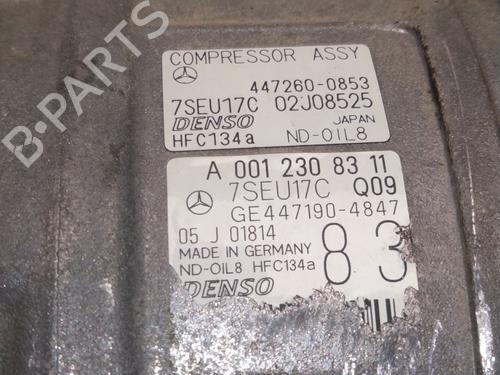 COMPRESSOR ASSY
447260-0853
7SEU17C 02J08525
DENSO JAPAN
HFC134a ND-OIL8
A 001 230 83 11
7SEU17C Q09
GE447190-4847
05 J 01814
MADE IN GERMANY
ND-OIL8 HFC134a
83
DENSO
B-PARTS
B-PARTS